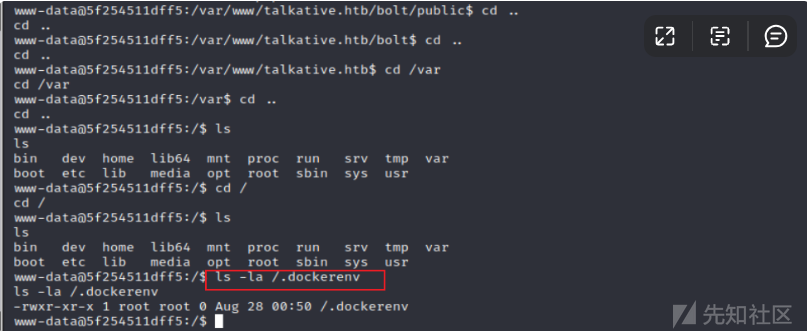 www-data@5f254511dff5:/var/www/talkative.htb/bolt/public$ cd ..
cd ..
www-data@5f254511dff5:/var/www/talkative.htb/bolt$ cd ..
cd ..
www-data@5f254511dff5:/var/www/talkative.htb$ cd /var
cd /var
www-data@5f254511dff5:/var$ cd ..
cd ..
www-data@5f254511dff5:/$ ls
ls
bin dev home lib64 mnt proc run srv tmp var
boot etc lib media opt root sbin sys usr
www-data@5f254511dff5:/$ cd /
cd /
www-data@5f254511dff5:/$ ls
ls
bin dev home lib64 mnt proc run srv tmp var
boot etc lib media opt root sbin sys usr
www-data@5f254511dff5:/$ ls -la /.dockerenv
ls -la /.dockerenv
-rwxr-xr-x 1 root root 0 Aug 28 00:50 /.dockerenv
www-data@5f254511dff5:/$
先知社区